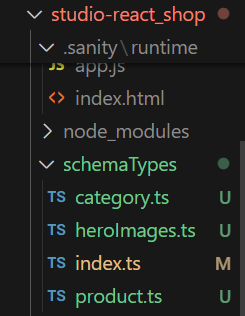 studio-react_shop
.sanity\runtime
app.js
index.html
node_modules
schemaTypes
TS category.ts U
TS heroImages.ts U
TS index.ts M
TS product.ts U